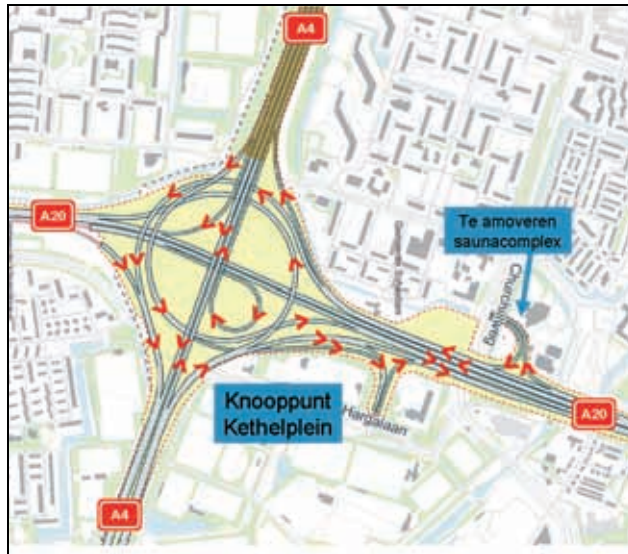 A4
A20
Te amoveren
saunacomplex
Churchillweg
Knooppunt
Kethelplein
Hargalaan
A20
A4